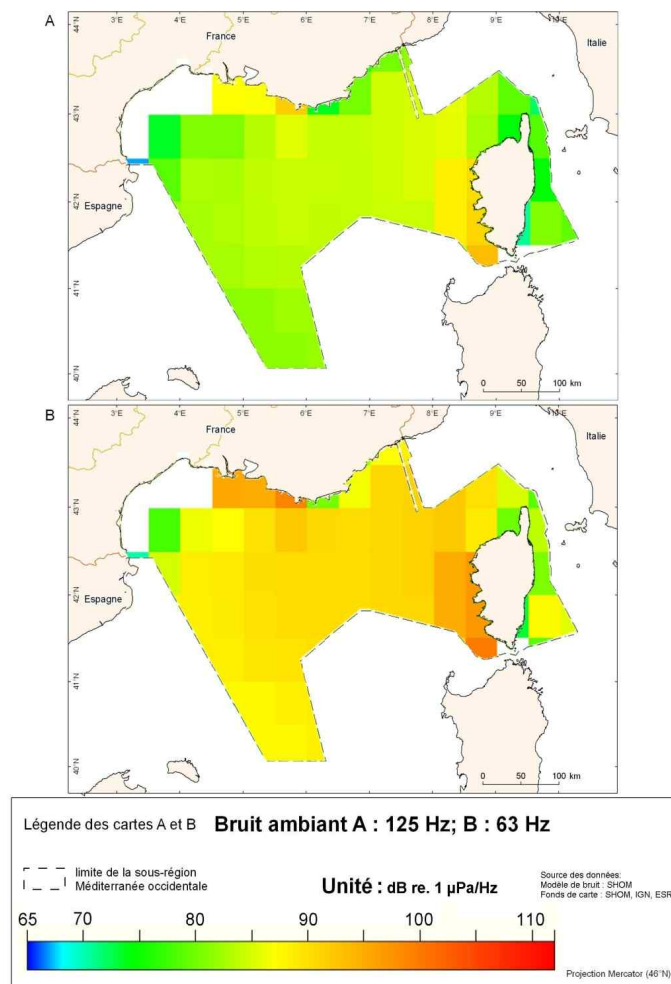 A
3°E 4°E 5°E 6°E 7°E 8°E 9°E 10°E
44°N
France
Italie
43°N
42°N
Espagne
41°N
40°N
0 50 100 km
B
3°E 4°E 5°E 6°E 7°E 8°E 9°E 10°E
44°N
France
Italie
43°N
42°N
Espagne
41°N
40°N
0 50 100 km
Légende des cartes A et B Bruit ambiant A : 125 Hz; B : 63 Hz
limite de la sous-région
Méditerranée occidentale
Unité : dB re. 1 µPa/Hz
Source des données:
Modèle de bruit : SHOM
Fonds de carte : SHOM, IGN, ESR
65 70 80 90 100 110
Projection Mercator (46°N)